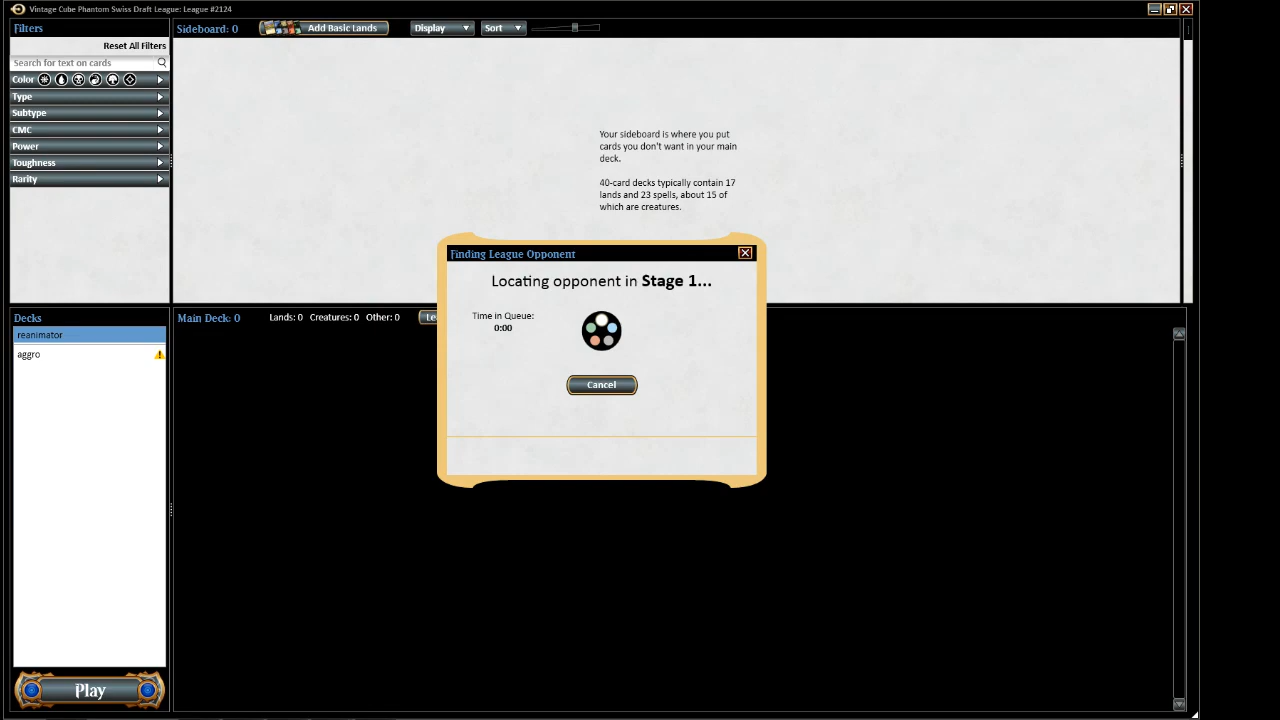 Vintage Cube Phantom Swiss Draft League: League #2124
Filters
Reset All Filters
Search for text on cards
Color
Type
Subtype
CMC
Power
Toughness
Rarity
Sideboard: 0
Add Basic Lands
Display
Sort
Your sideboard is where you put
cards you don't want in your main
deck.
40-card decks typically contain 17
lands and 23 spells, about 15 of
which are creatures.
Finding League Opponent
Locating opponent in Stage 1...
Time in Queue:
0:00
Cancel
Decks
reanimator
aggro
Main Deck: 0
Lands: 0 Creatures: 0 Other: 0
Play